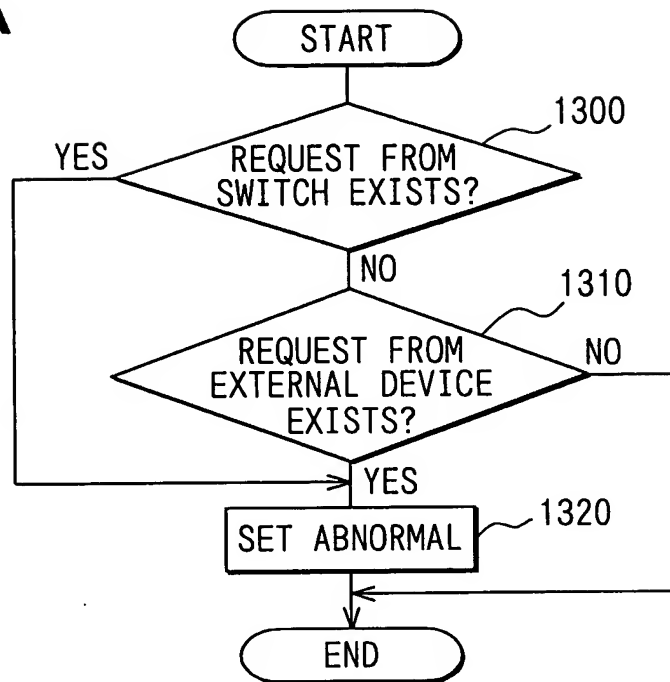 A
START
1300
YES
REQUEST FROM
SWITCH EXISTS?
NO
1310
REQUEST FROM
EXTERNAL DEVICE
EXISTS?
NO
YES
1320
SET ABNORMAL
END